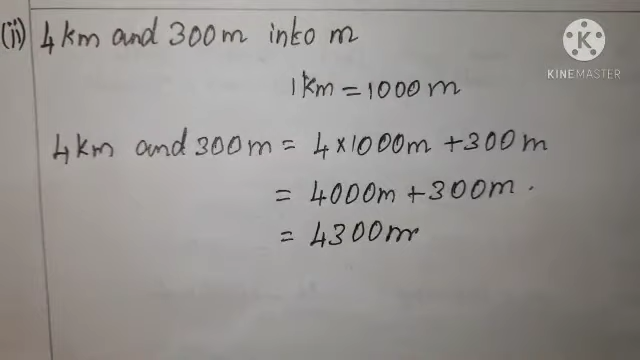 (ii) 4 km and 300 m into m
K
KINEMASTER
1 km = 1000 m
4 km and 300 m = 4 × 1000 m + 300 m
= 4000 m + 300 m.
= 4300 m